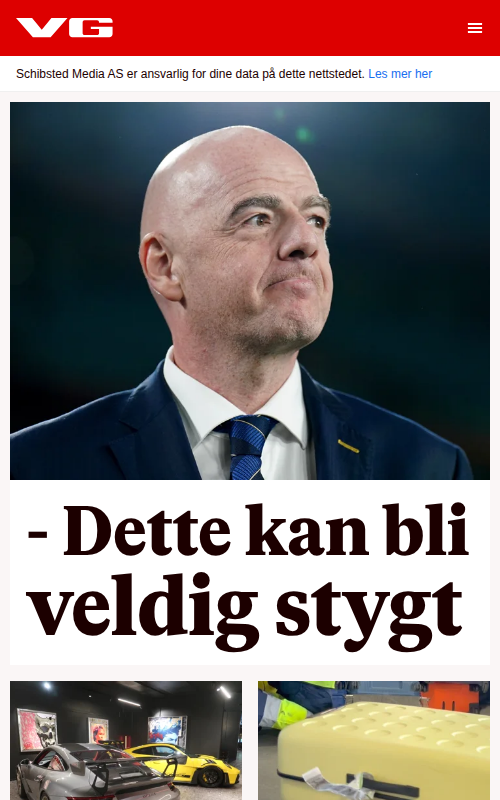 VG
Schibsted Media AS er ansvarlig for dine data på dette nettstedet. Les mer her
- Dette kan bli
veldig stygt